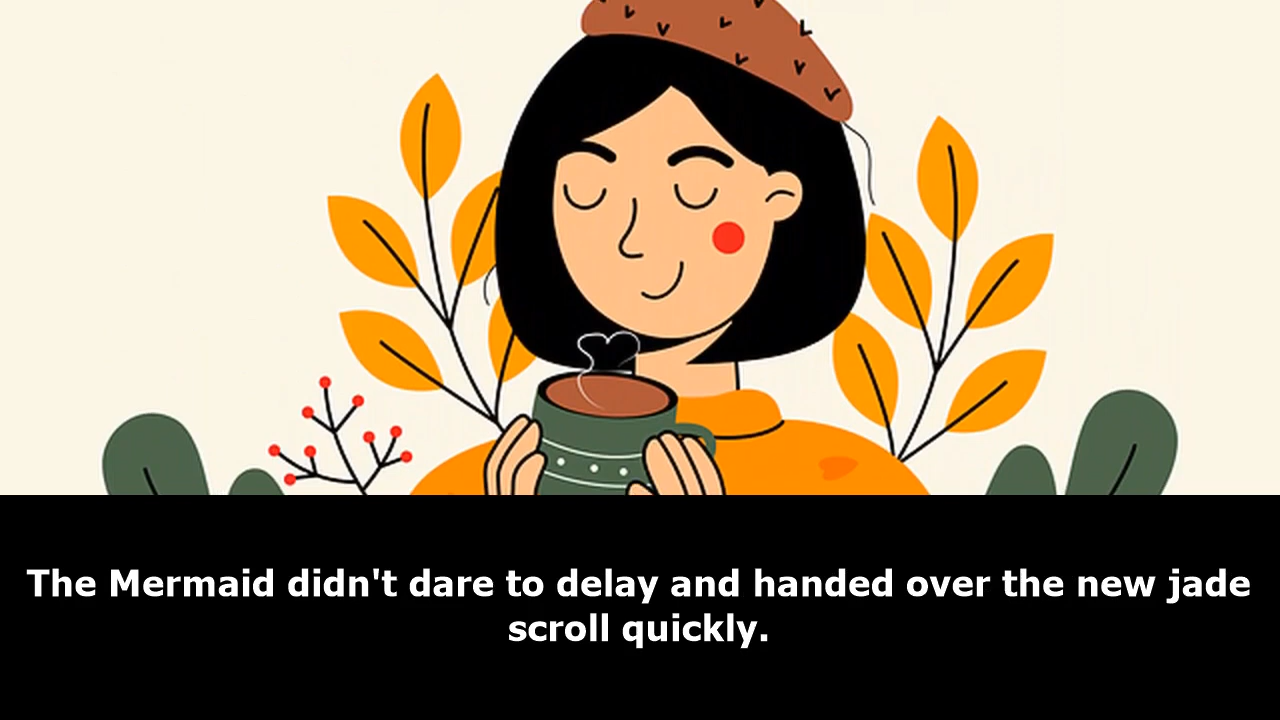 The Mermaid didn't dare to delay and handed over the new jade
scroll quickly.